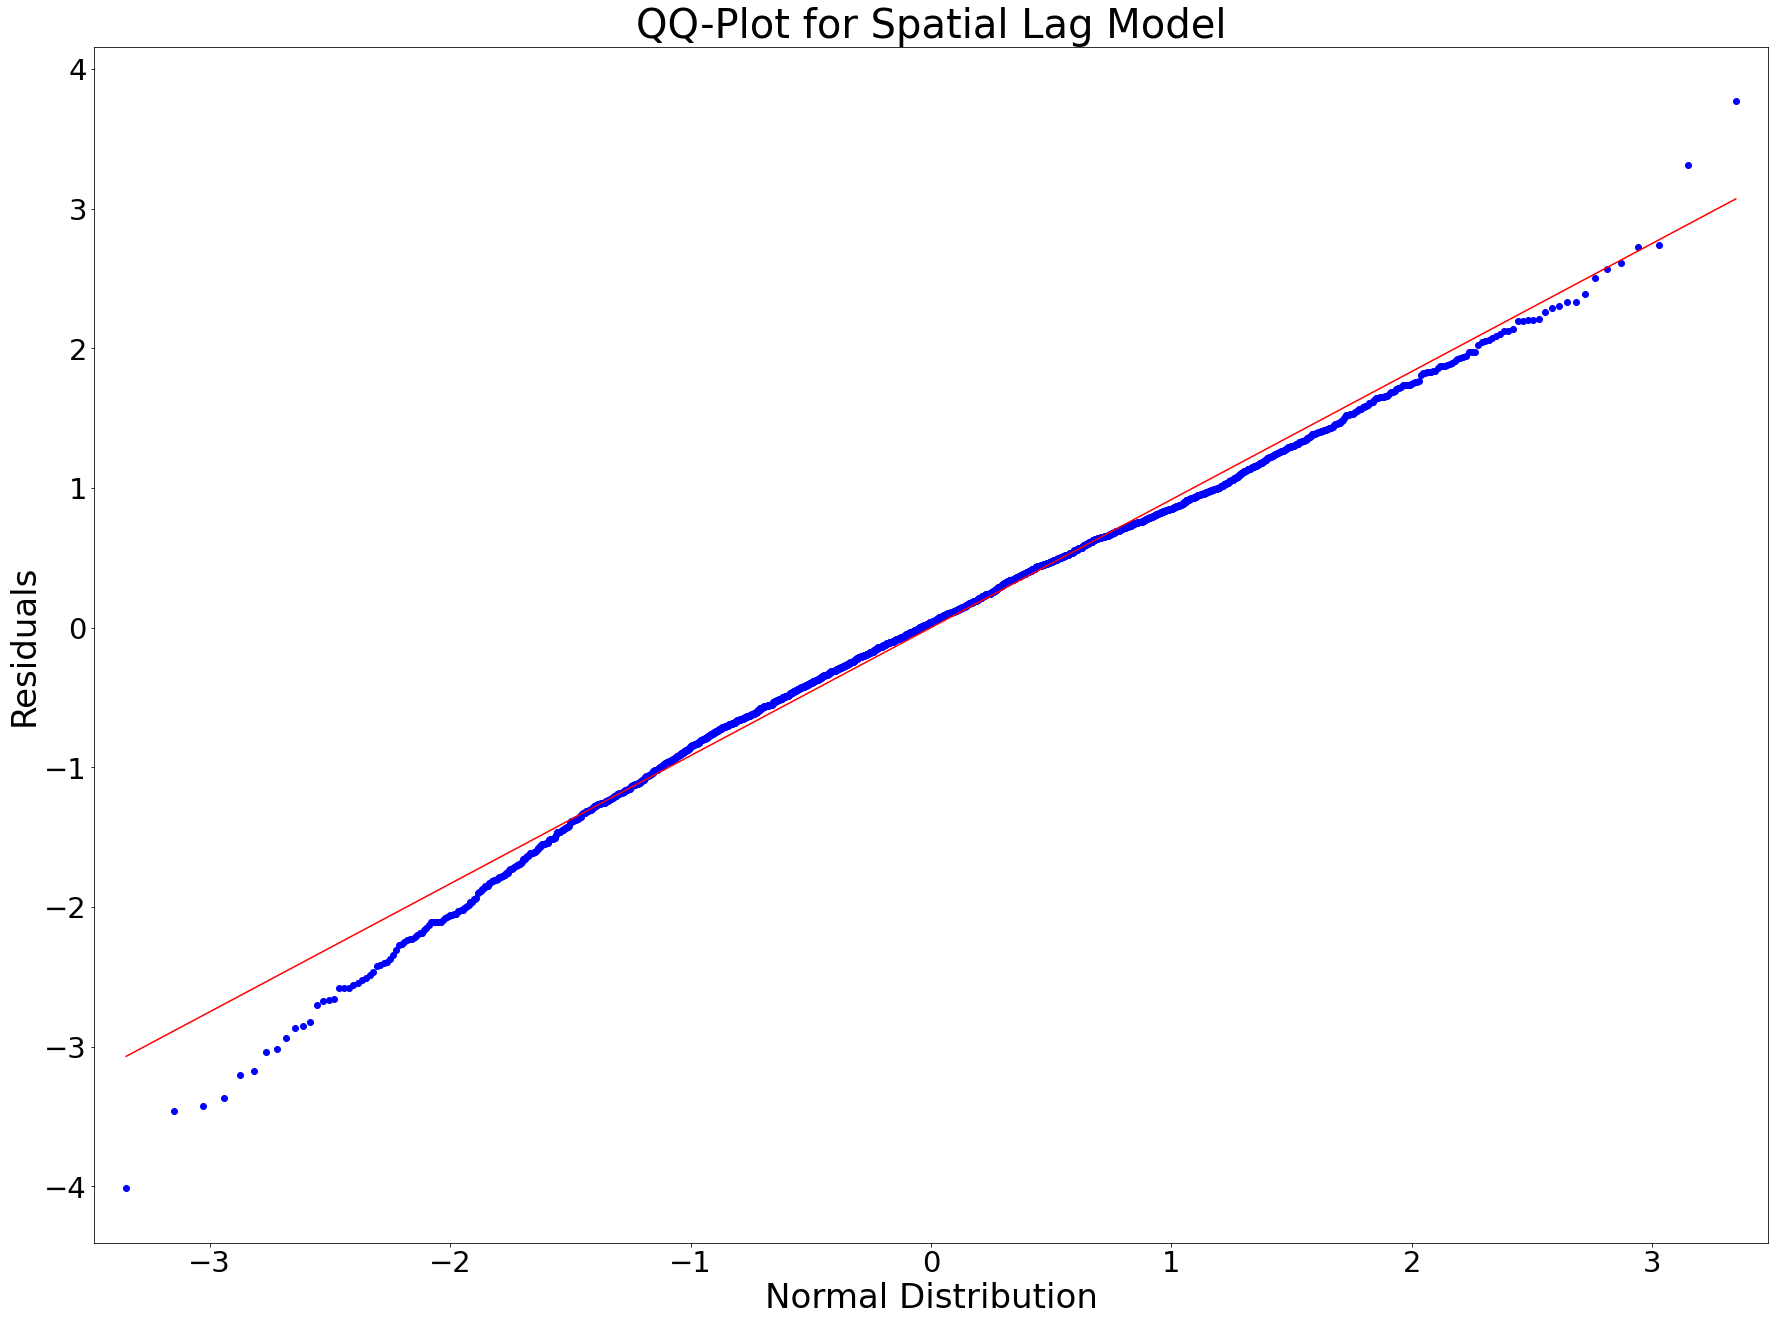 QQ-Plot for Spatial Lag Model
4
3
2
1
0
−1
−2
−3
−4
Residuals
−3 −2 −1 0 1 2 3
Normal Distribution